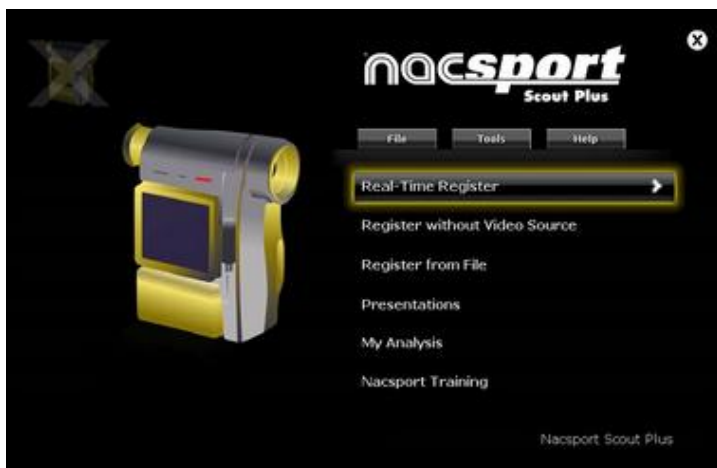 nacsport
Scout Plus
File Tools Help
Real-Time Register
Register without Video Source
Register from File
Presentations
My Analysis
Nacsport Training
Nacsport Scout Plus